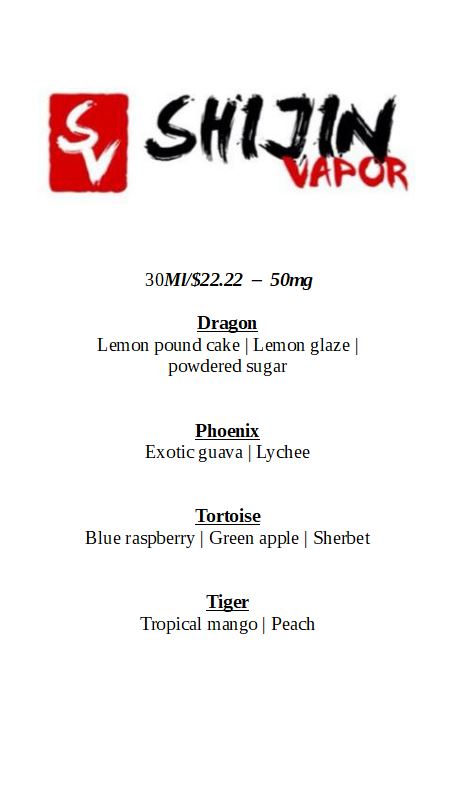 SV
SHIJIN
VAPOR
30Ml/$22.22 – 50mg
Dragon
Lemon pound cake | Lemon glaze |
powdered sugar
Phoenix
Exotic guava | Lychee
Tortoise
Blue raspberry | Green apple | Sherbet
Tiger
Tropical mango | Peach